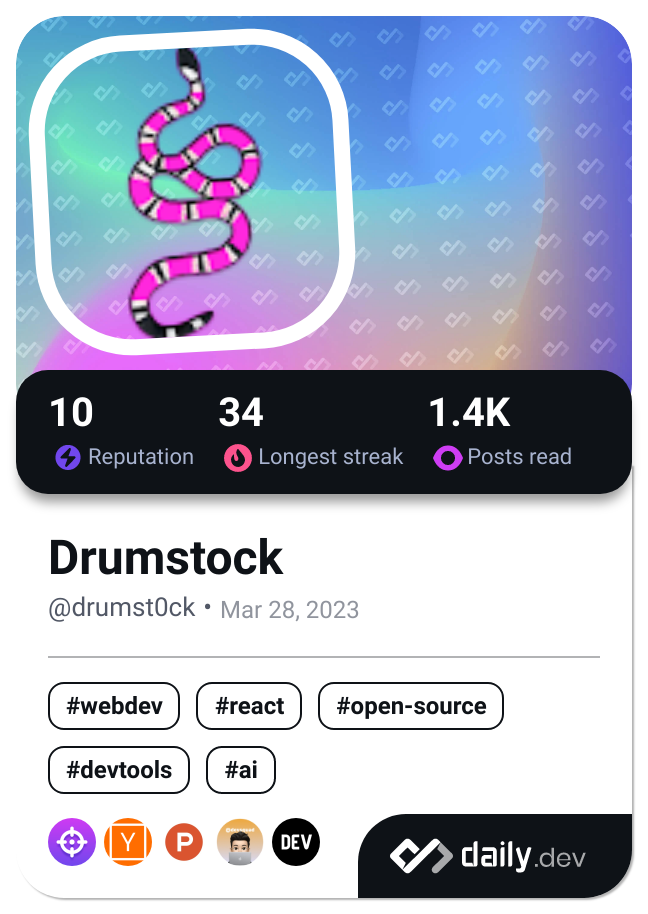 10 34 1.4K
Reputation Longest streak Posts read
Drumstock
@drumst0ck • Mar 28, 2023
#webdev #react #open-source
#devtools #ai
Y P DEV
daily.dev